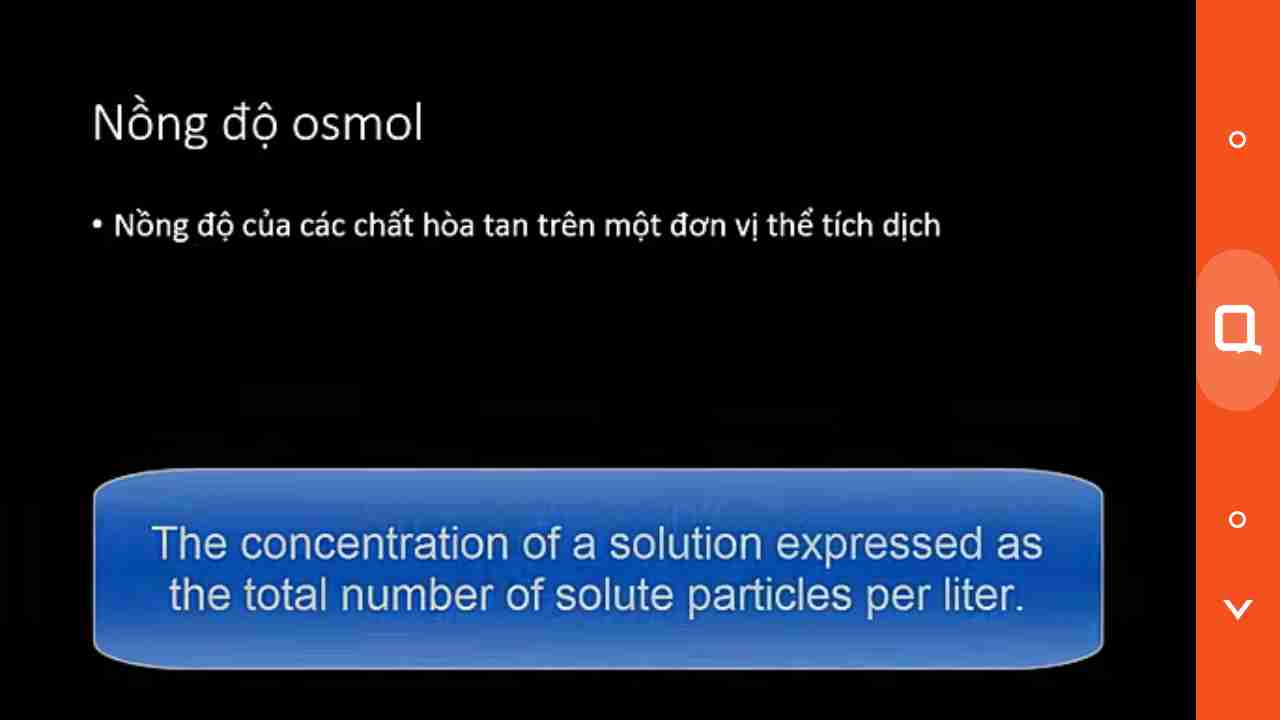 Nồng độ osmol
• Nồng độ của các chất hòa tan trên một đơn vị thể tích dịch
The concentration of a solution expressed as
the total number of solute particles per liter.